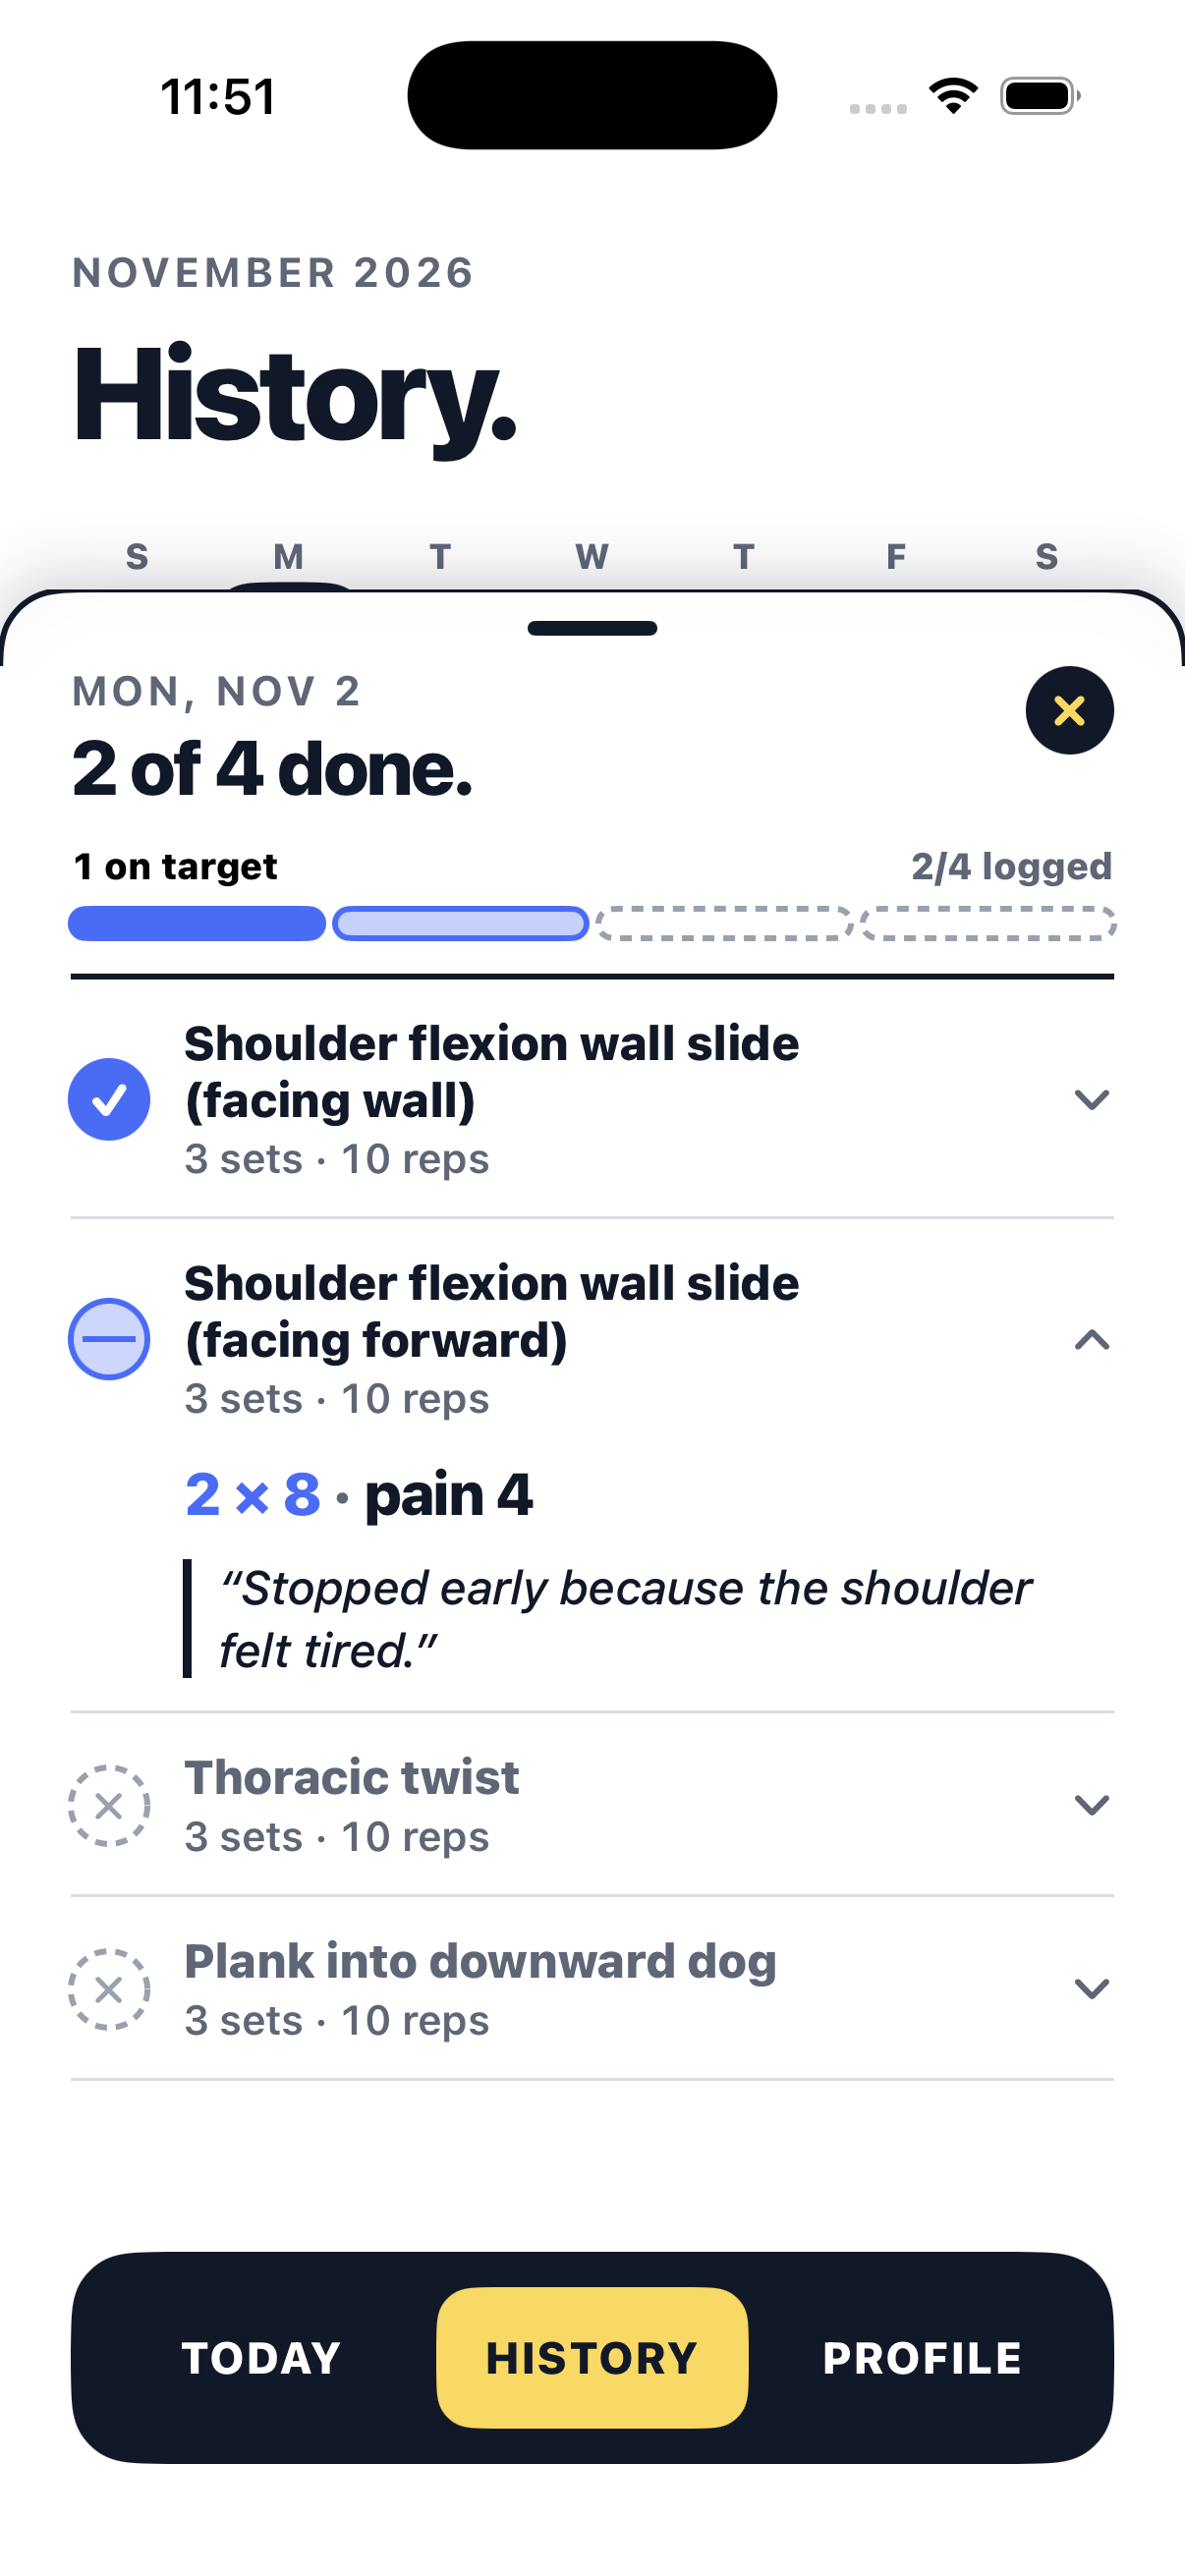 11:51
NOVEMBER 2026
History.
S M T W T F S
MON, NOV 2
2 of 4 done.
1 on target
2/4 logged
Shoulder flexion wall slide
(facing wall)
3 sets · 10 reps
Shoulder flexion wall slide
(facing forward)
3 sets · 10 reps
2 × 8 · pain 4
“Stopped early because the shoulder
felt tired.”
Thoracic twist
3 sets · 10 reps
Plank into downward dog
3 sets · 10 reps
TODAY HISTORY PROFILE